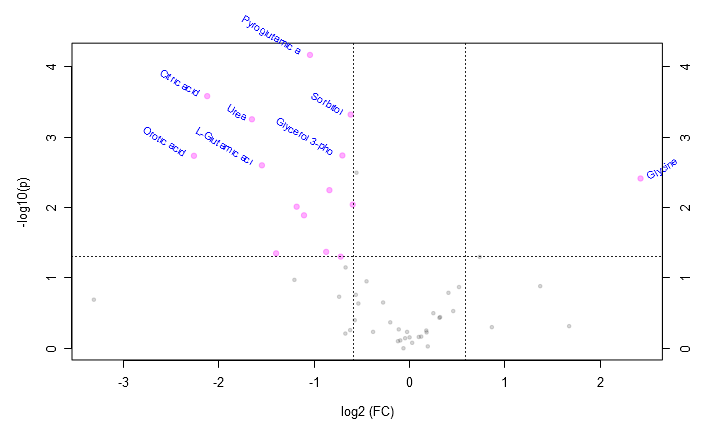 Pyroglutamic a
Citric acid
Urea
Sorbitol
Orotic acid
L-Glutamic aci
Glycerol 3-pho
Glycine
-log10(p)
4
3
2
1
0
4
3
2
1
0
-3
-2
-1
0
1
2
log2 (FC)